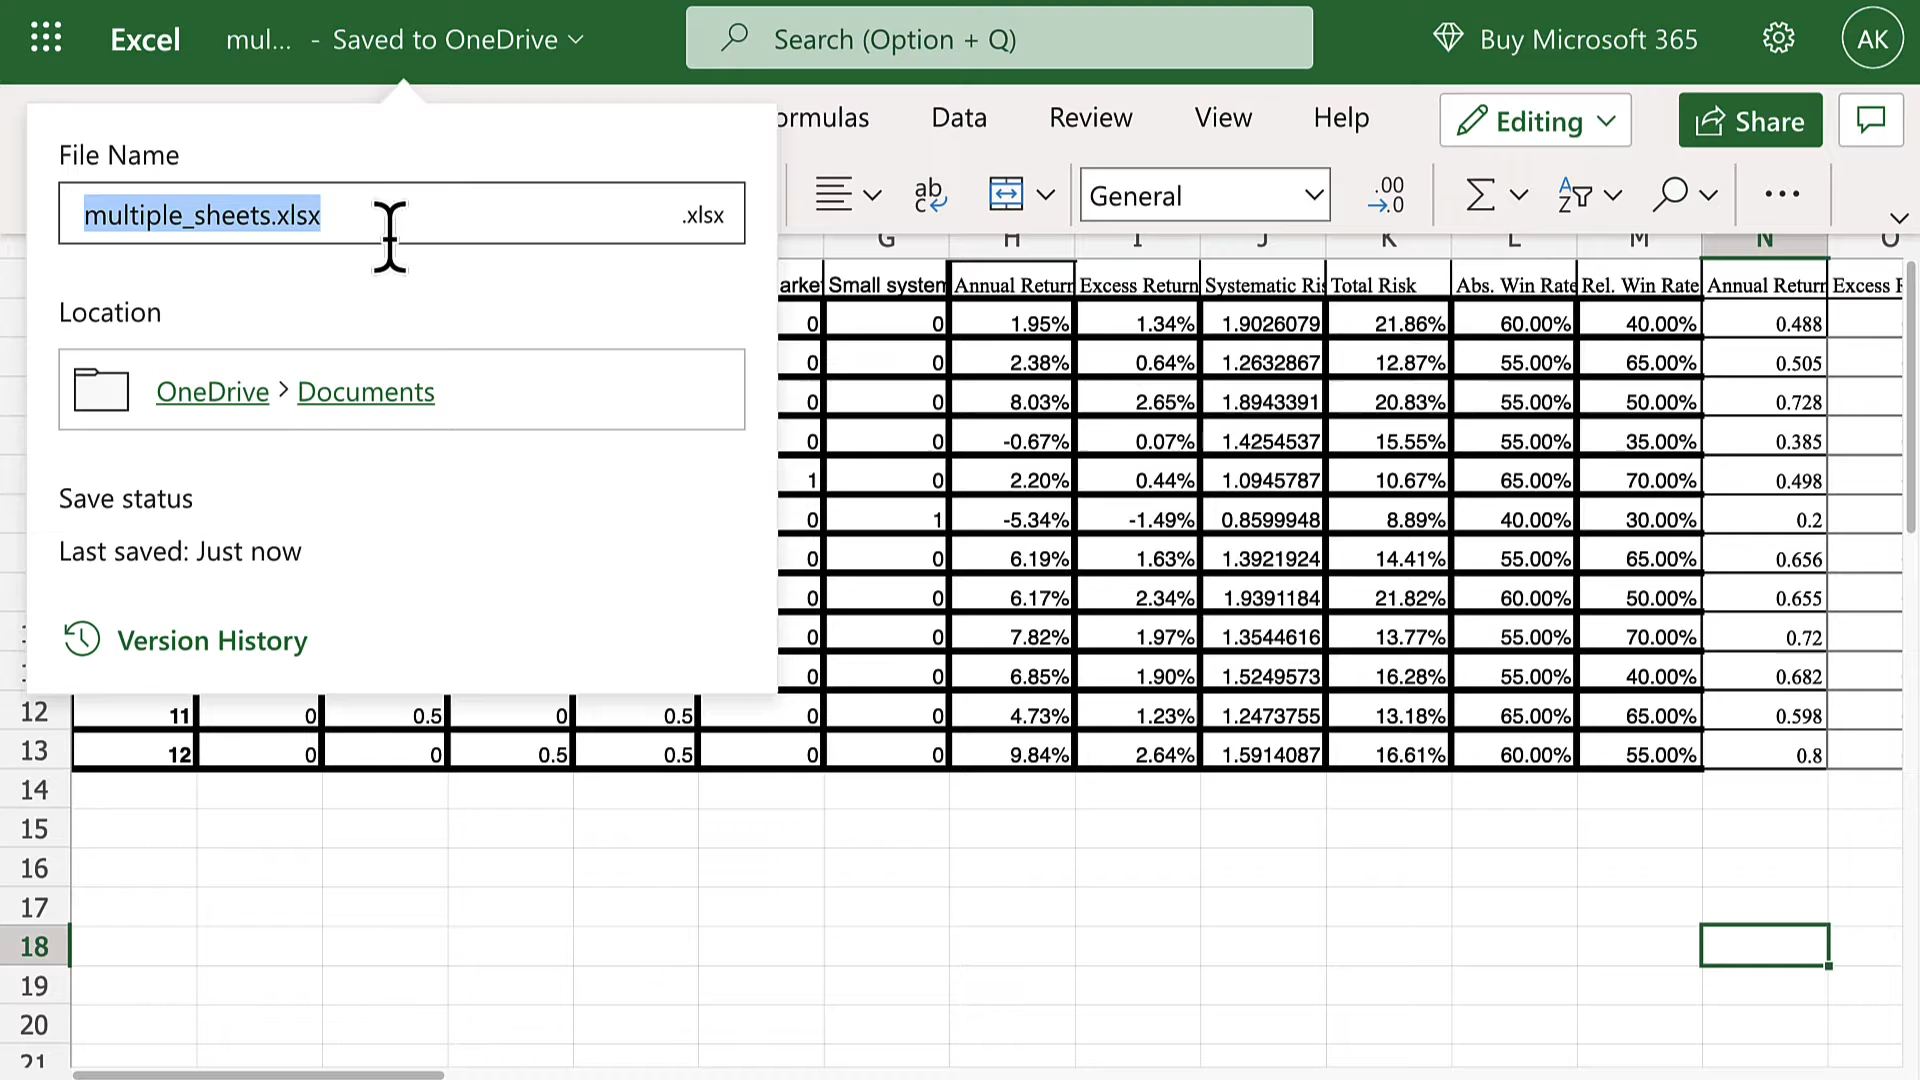 Excel mul... - Saved to OneDrive Search (Option + Q) Buy Microsoft 365 AK
ormulas Data Review View Help Editing Share
File Name
multiple_sheets.xlsx .xlsx
General
Location
OneDrive > Documents
Save status
Last saved: Just now
Version History
G H I J K L M N O
arke Small system Annual Return Excess Return Systematic Ris Total Risk Abs. Win Rate Rel. Win Rate Annual Return Excess R
0 0 1.95% 1.34% 1.9026079 21.86% 60.00% 40.00% 0.488
0 0 2.38% 0.64% 1.2632867 12.87% 55.00% 65.00% 0.505
0 0 8.03% 2.65% 1.8943391 20.83% 55.00% 50.00% 0.728
0 0 -0.67% 0.07% 1.4254537 15.55% 55.00% 35.00% 0.385
1 0 2.20% 0.44% 1.0945787 10.67% 65.00% 70.00% 0.498
0 1 -5.34% -1.49% 0.8599948 8.89% 40.00% 30.00% 0.2
0 0 6.19% 1.63% 1.3921924 14.41% 55.00% 65.00% 0.656
0 0 6.17% 2.34% 1.9391184 21.82% 60.00% 50.00% 0.655
0 0 7.82% 1.97% 1.3544616 13.77% 55.00% 70.00% 0.72
0 0 6.85% 1.90% 1.5249573 16.28% 55.00% 40.00% 0.682
12 11 0 0.5 0 0.5 0 0 4.73% 1.23% 1.2473755 13.18% 65.00% 65.00% 0.598
13 12 0 0 0.5 0.5 0 0 9.84% 2.64% 1.5914087 16.61% 60.00% 55.00% 0.8
14
15
16
17
18
19
20
21